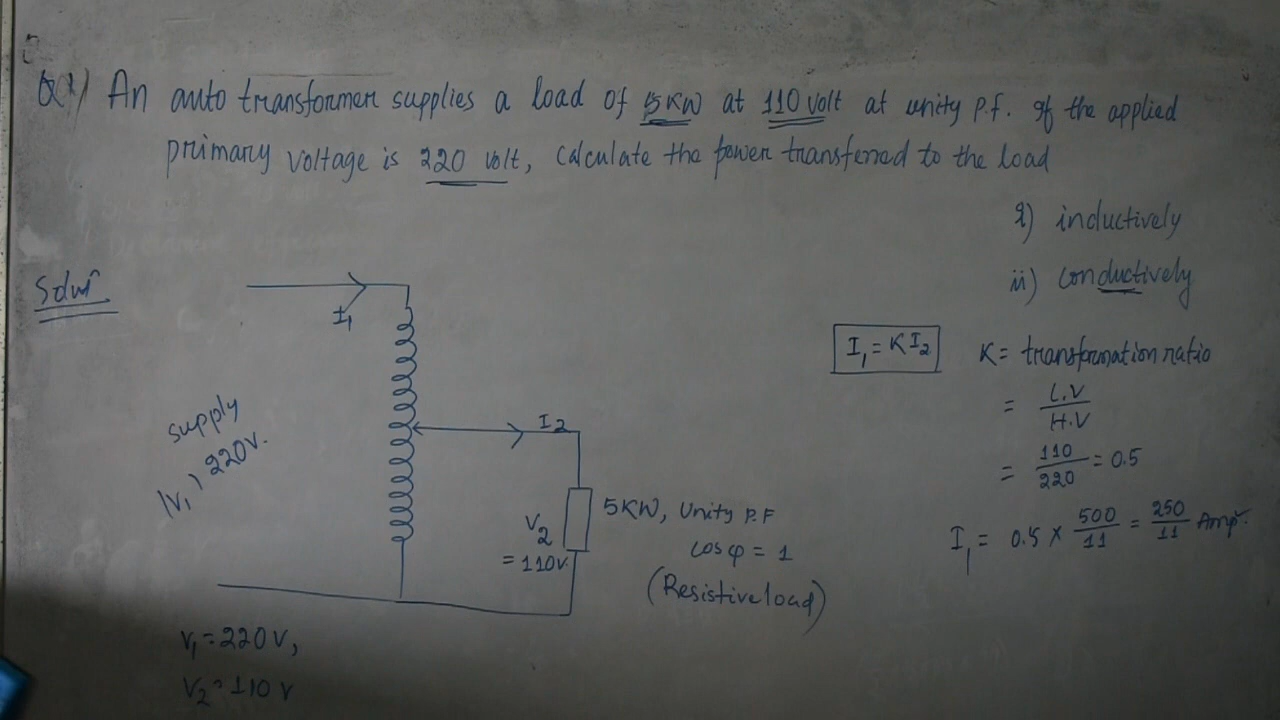 Q1) An auto transformer supplies a load of 5KW at 110 volt at unity p.f. If the applied
primary voltage is 220 volt, calculate the power transferred to the load
i) inductively
ii) conductively
Soln
I1
supply
V1, 220V.
I2
V2
= 110V.
5KW, Unity P.F
cosφ = 1
(Resistive load)
V1 = 220V,
V2 = 110 V
I1 = KI2
K = transformation ratio
= L.V / H.V
= 110 / 220 = 0.5
I1 = 0.5 × 500 / 11 = 250 / 11 Amp.